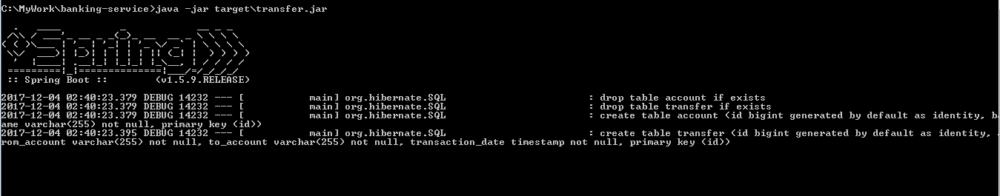 C:\MyWork\banking-service>java -jar target\transfer.jar
  .   ____          _            __ _ _
 /\\ / ___'_ __ _ _(_)_ __  __ _ \ \ \ \
( ( )\___ | '_ | '_| | '_ \/ _` | \ \ \ \
 \\/  ___)| |_)| | | | | || (_| |  ) ) ) )
  '  |____| .__|_| |_|_| |_\__, | / / / /
 =========|_|==============|___/=/_/_/_/
 :: Spring Boot ::        (v1.5.9.RELEASE)
2017-12-04 02:40:23.379 DEBUG 14232 --- [           main] org.hibernate.SQL                        : drop table account if exists
2017-12-04 02:40:23.379 DEBUG 14232 --- [           main] org.hibernate.SQL                        : drop table transfer if exists
2017-12-04 02:40:23.379 DEBUG 14232 --- [           main] org.hibernate.SQL                        : create table account (id bigint generated by default as identity, ba
ame varchar(255) not null, primary key (id))
2017-12-04 02:40:23.395 DEBUG 14232 --- [           main] org.hibernate.SQL                        : create table transfer (id bigint generated by default as identity,
rom_account varchar(255) not null, to_account varchar(255) not null, transaction_date timestamp not null, primary key (id))